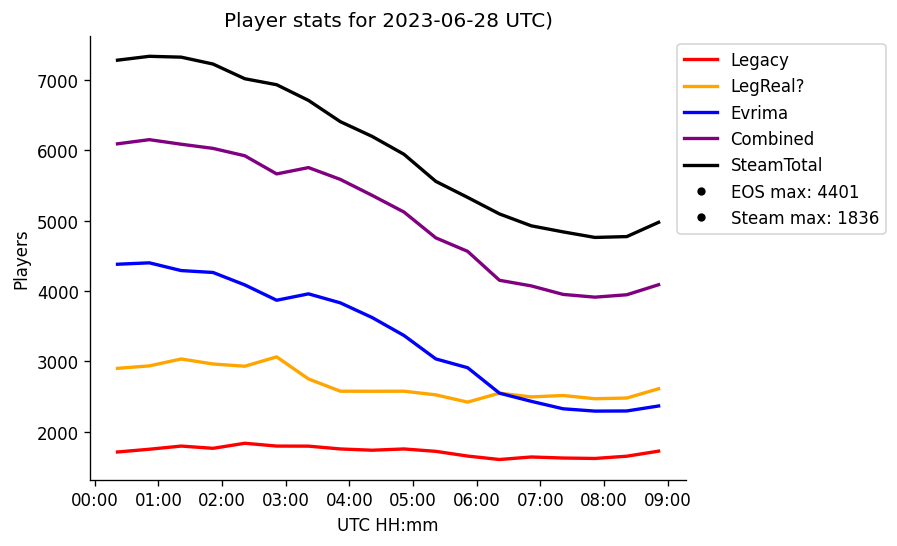 Player stats for 2023-06-28 UTC)
Players
7000
6000
5000
4000
3000
2000
00:00 01:00 02:00 03:00 04:00 05:00 06:00 07:00 08:00 09:00
UTC HH:mm
Legacy
LegReal?
Evrima
Combined
SteamTotal
EOS max: 4401
Steam max: 1836